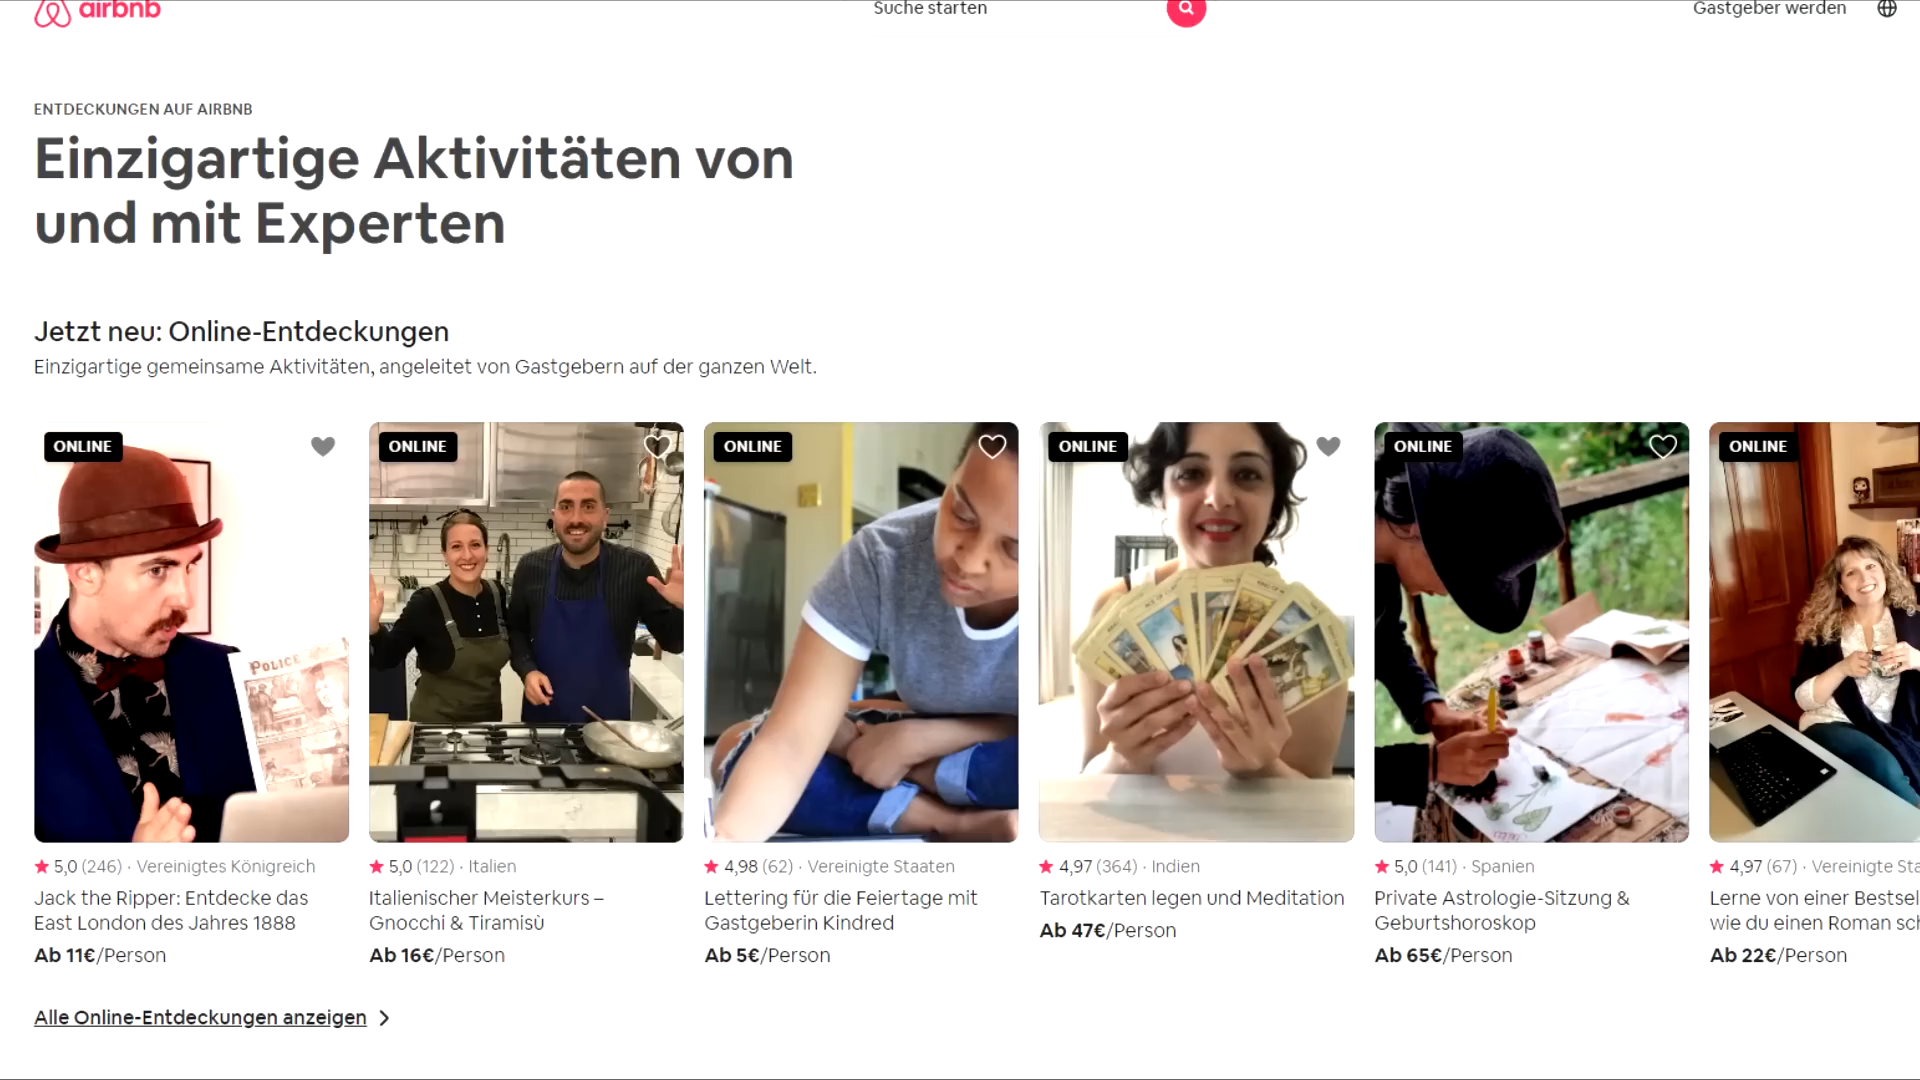 airbnb
Suche starten
Gastgeber werden
ENTDECKUNGEN AUF AIRBNB
Einzigartige Aktivitäten von
und mit Experten
Jetzt neu: Online-Entdeckungen
Einzigartige gemeinsame Aktivitäten, angeleitet von Gastgebern auf der ganzen Welt.
ONLINE
POLICE
5,0 (246) · Vereinigtes Königreich
Jack the Ripper: Entdecke das
East London des Jahres 1888
Ab 11€/Person
ONLINE
5,0 (122) · Italien
Italienischer Meisterkurs –
Gnocchi & Tiramisù
Ab 16€/Person
ONLINE
4,98 (62) · Vereinigte Staaten
Lettering für die Feiertage mit
Gastgeberin Kindred
Ab 5€/Person
ONLINE
4,97 (364) · Indien
Tarotkarten legen und Meditation
Ab 47€/Person
ONLINE
5,0 (141) · Spanien
Private Astrologie-Sitzung &
Geburtshoroskop
Ab 65€/Person
ONLINE
4,97 (67) · Vereinigte Sta
Lerne von einer Bestsel
wie du einen Roman sch
Ab 22€/Person
Alle Online-Entdeckungen anzeigen